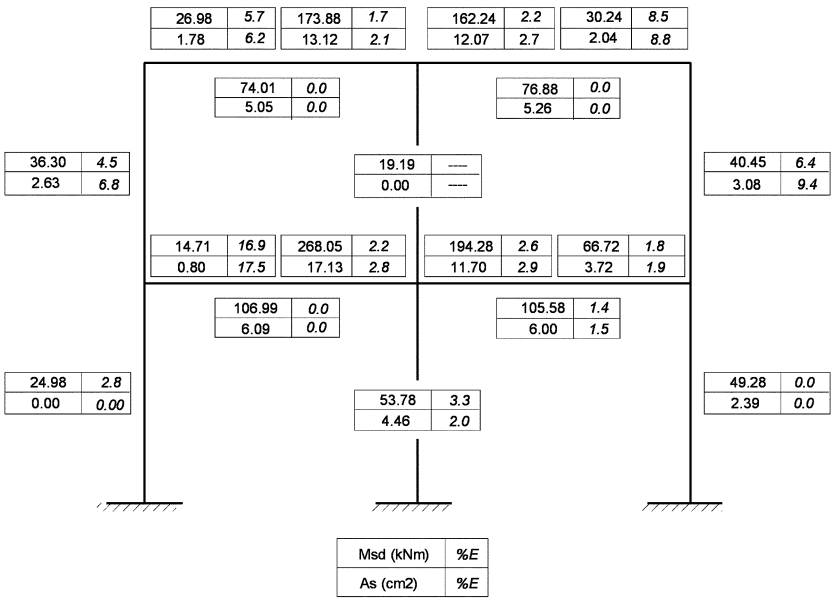 26.98 5.7 173.88 1.7 162.24 2.2 30.24 8.5
1.78 6.2 13.12 2.1 12.07 2.7 2.04 8.8
74.01 0.0 76.88 0.0
5.05 0.0 5.26 0.0
36.30 4.5 19.19 ---- 40.45 6.4
2.63 6.8 0.00 ---- 3.08 9.4
14.71 16.9 268.05 2.2 194.28 2.6 66.72 1.8
0.80 17.5 17.13 2.8 11.70 2.9 3.72 1.9
106.99 0.0 105.58 1.4
6.09 0.0 6.00 1.5
24.98 2.8 53.78 3.3 49.28 0.0
0.00 0.00 4.46 2.0 2.39 0.0
Msd (kNm) %E
As (cm2) %E